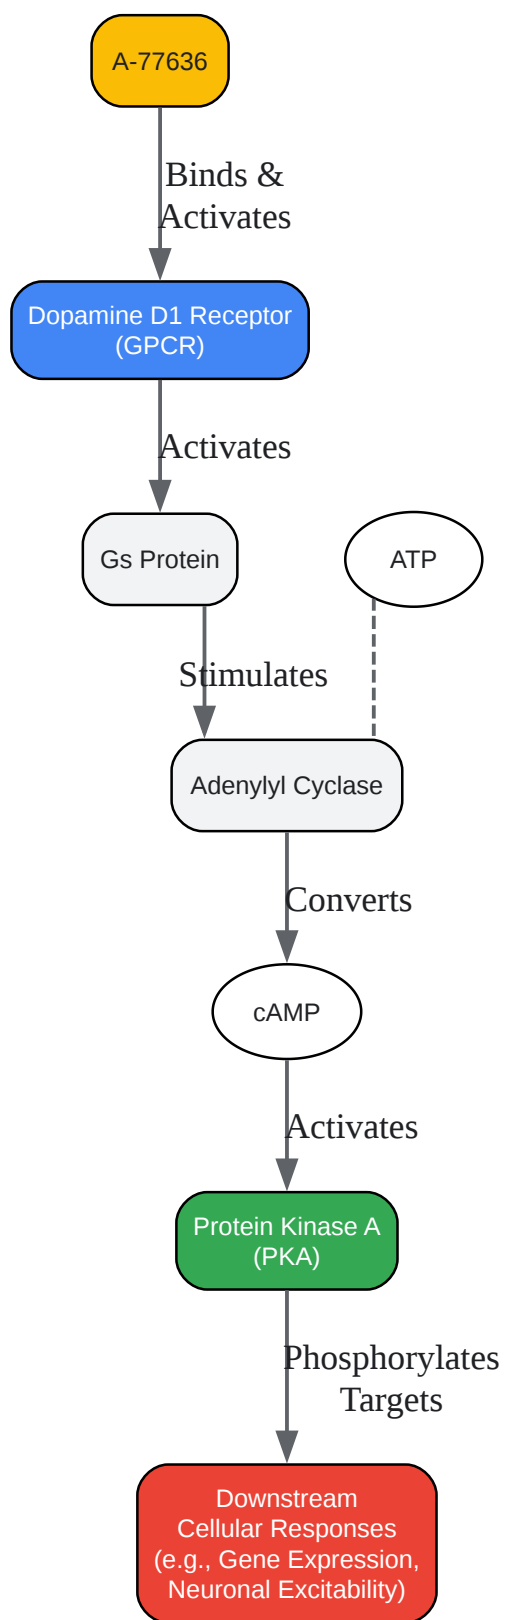 A-77636
Binds &
Activates
Dopamine D1 Receptor
(GPCR)
Activates
Gs Protein
ATP
Stimulates
Adenylyl Cyclase
Converts
cAMP
Activates
Protein Kinase A
(PKA)
Phosphorylates
Targets
Downstream
Cellular Responses
(e.g., Gene Expression,
Neuronal Excitability)